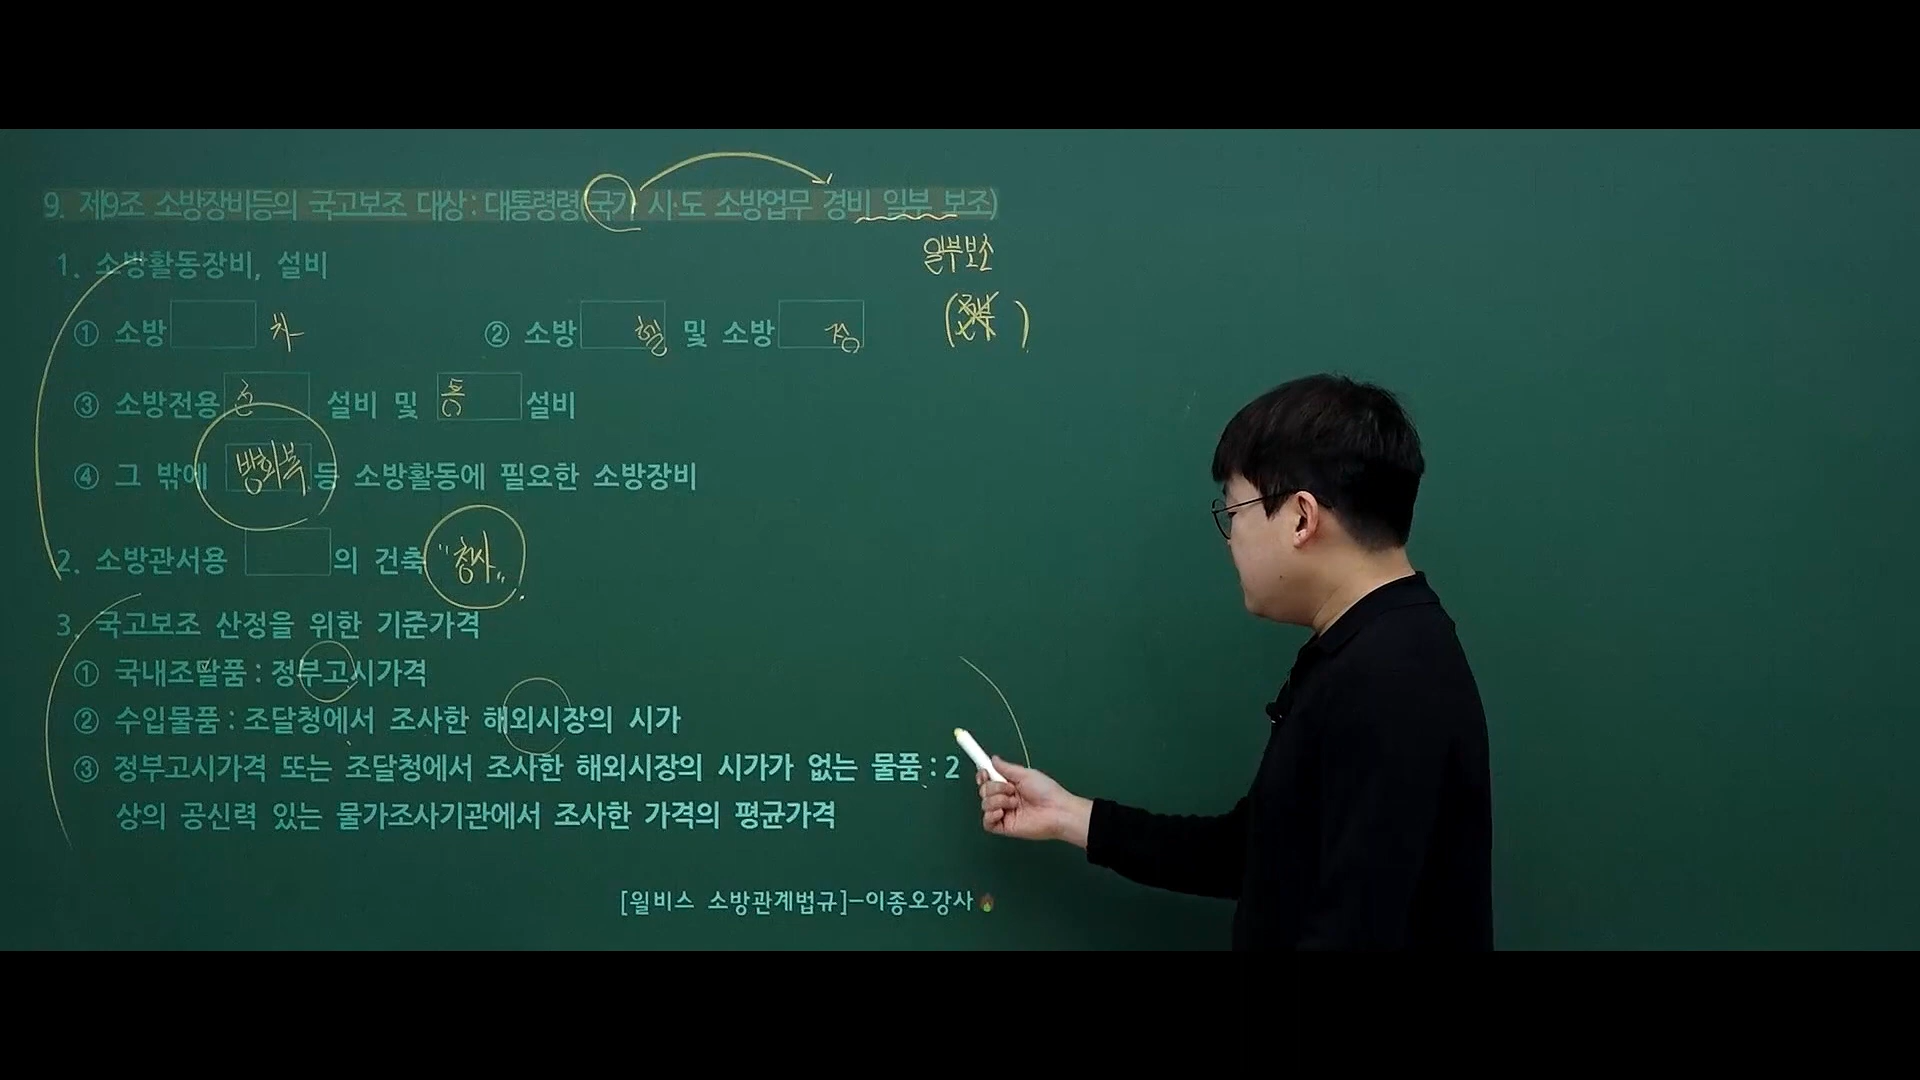 9. 제9조 소방장비등의 국고보조 대상 : 대통령령(국가 시·도 소방업무 경비 일부 보조)
일부보조
1. 소방활동장비, 설비
① 소방 차 ② 소방 헬 및 소방 정
③ 소방전용 설비 및 통 설비
④ 그 밖에 방화복 등 소방활동에 필요한 소방장비
2. 소방관서용 의 건축 "청사"
3. 국고보조 산정을 위한 기준가격
① 국내조달품 : 정부고시가격
② 수입물품 : 조달청에서 조사한 해외시장의 시가
③ 정부고시가격 또는 조달청에서 조사한 해외시장의 시가가 없는 물품 : 2
상의 공신력 있는 물가조사기관에서 조사한 가격의 평균가격
[윌비스 소방관계법규]-이종오강사